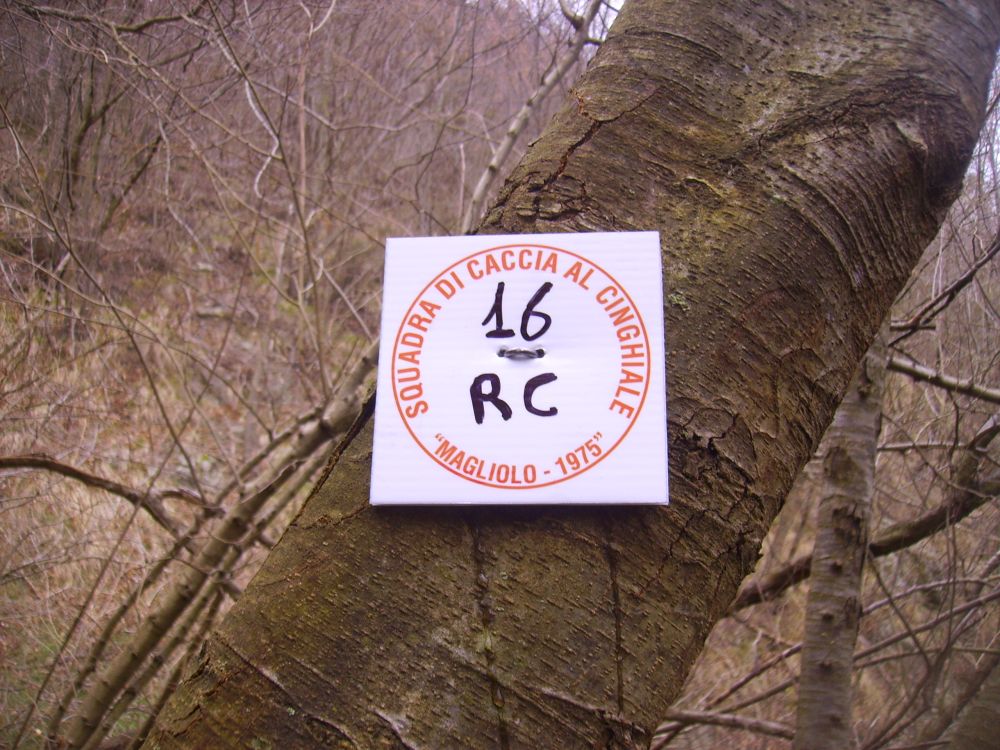 SQUADRA DI CACCIA AL CINGHIALE
16
RC
"MAGLIOLO - 1975"